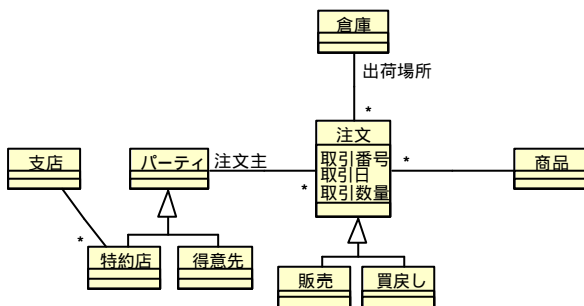 倉庫
出荷場所
*
注文
取引番号
取引日
取引数量
支店
パーティ
注文主
*
*
商品
*
特約店
得意先
販売
買戻し